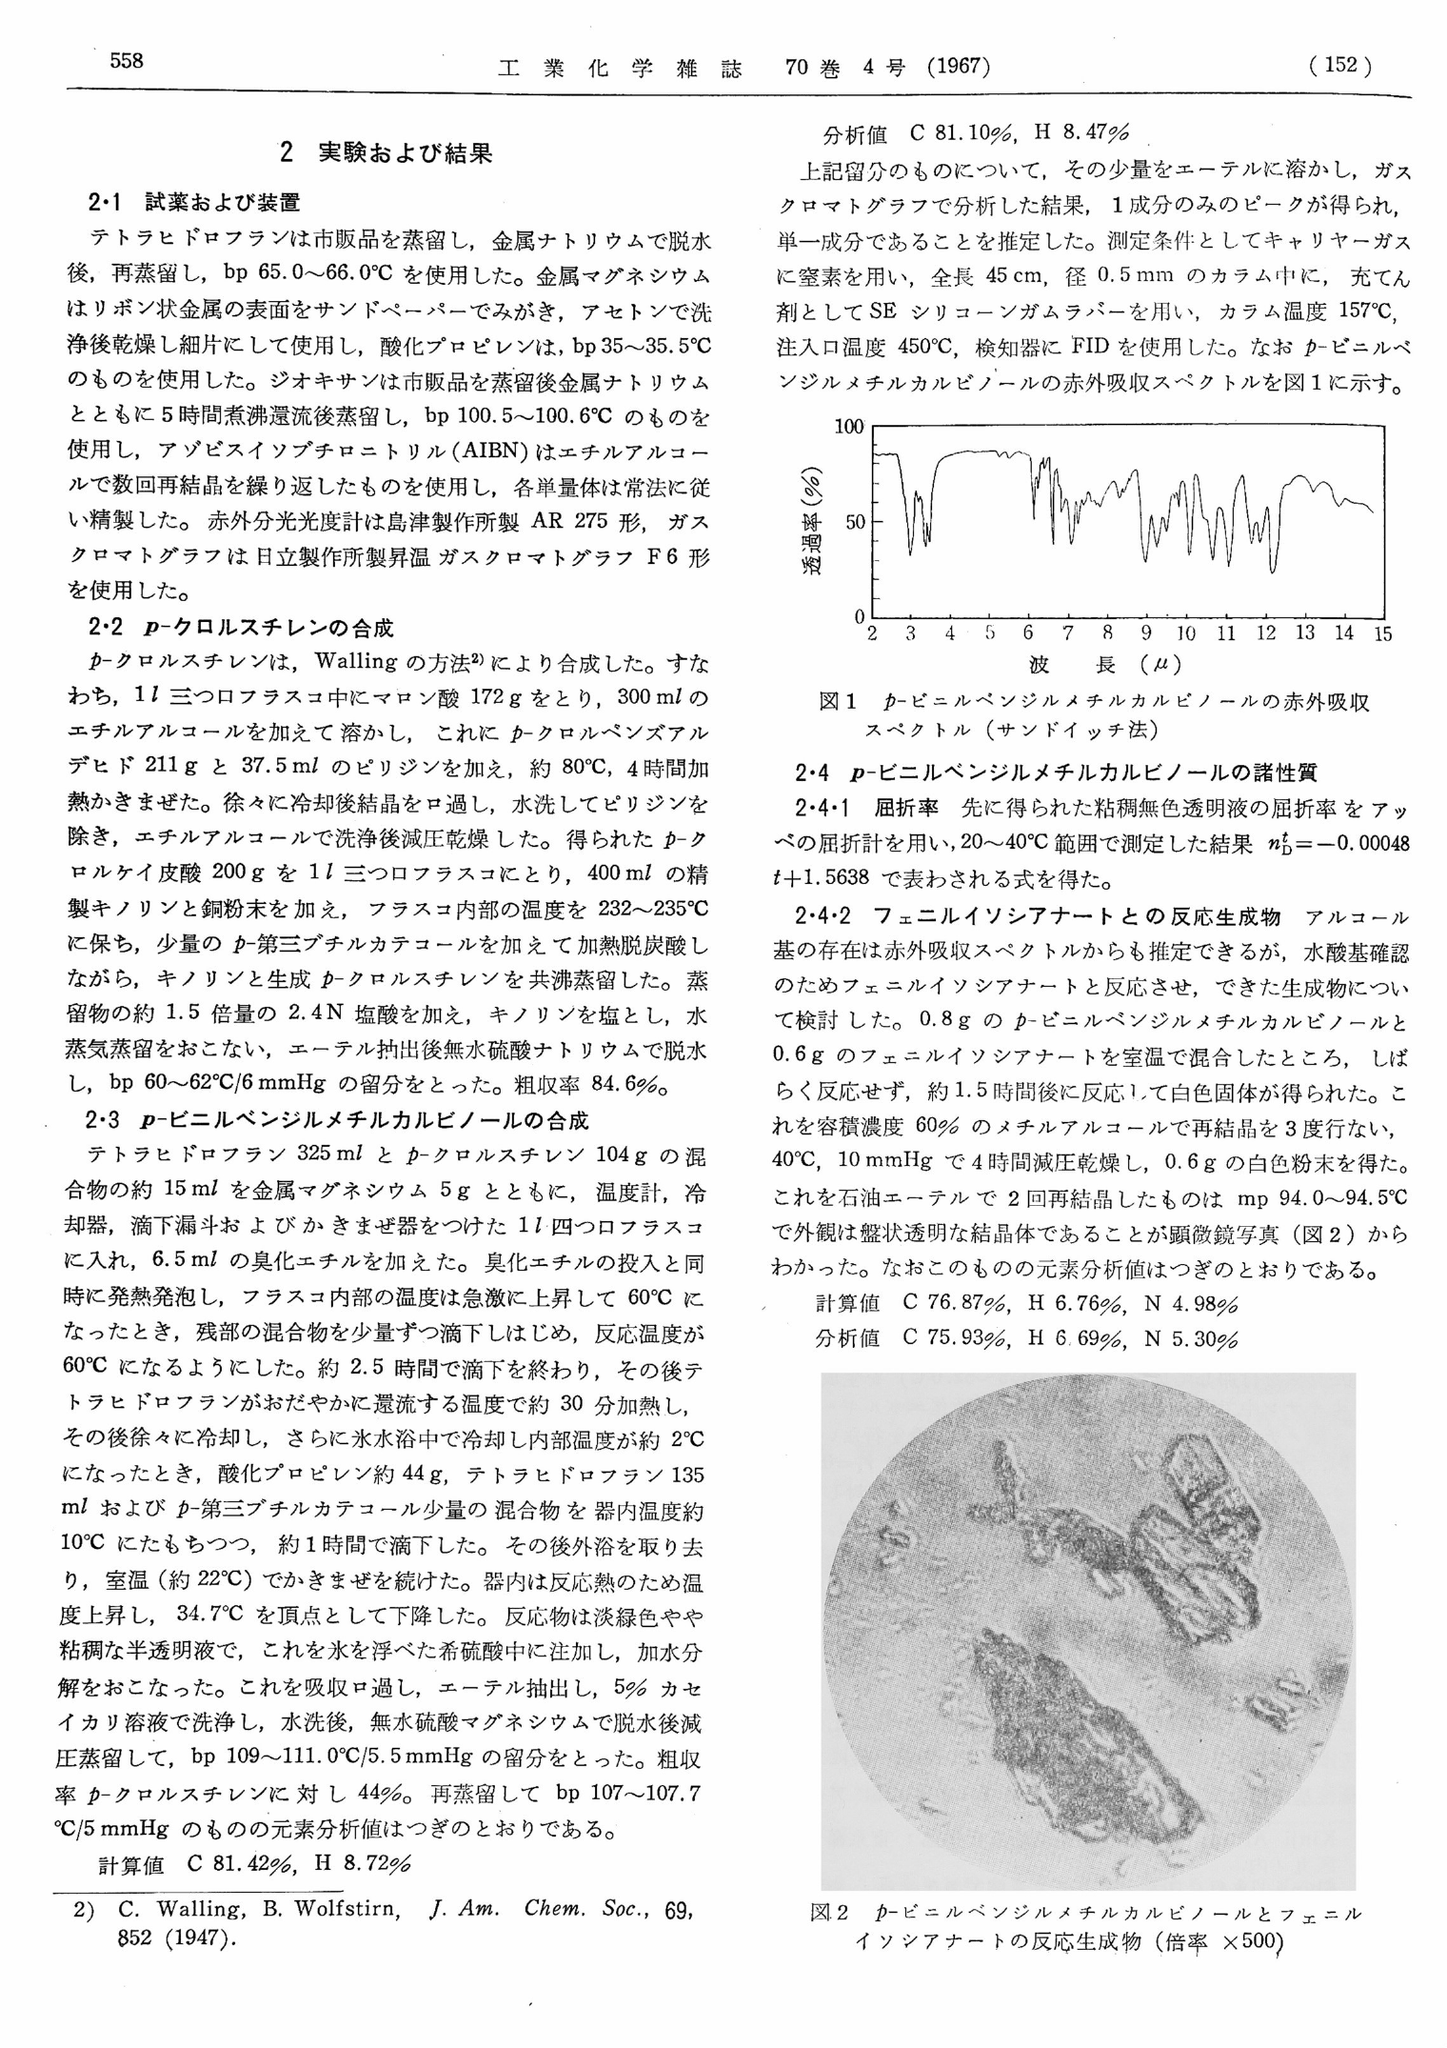 558
工業化学雑誌 70巻 4号 (1967)
(152)
2 実験および結果
2・1 試薬および装置
テトラヒドロフランは市販品を蒸留し，金属ナトリウムで脱水
後，再蒸留し，bp 65.0～66.0℃ を使用した。金属マグネシウム
はリボン状金属の表面をサンドペーパーでみがき，アセトンで洗
浄後乾燥し細片にして使用し，酸化プロピレンは，bp 35～35.5℃
のものを使用した。ジオキサンは市販品を蒸留後金属ナトリウム
とともに5時間煮沸還流後蒸留し，bp 100.5～100.6℃ のものを
使用し，アゾビスイソブチロニトリル(AIBN)はエチルアルコー
ルで数回再結晶を繰り返したものを使用し，各単量体は常法に従
い精製した。赤外分光光度計は島津製作所製 AR 275 形，ガス
クロマトグラフは日立製作所製昇温ガスクロマトグラフ F6 形
を使用した。
2・2 p-クロルスチレンの合成
p-クロルスチレンは，Walling の方法2)により合成した。すな
わち，1l 三つ口フラスコ中にマロン酸 172g をとり，300ml の
エチルアルコールを加えて溶かし，これに p-クロルベンズアル
デヒド 211g と 37.5ml のピリジンを加え，約 80℃，4時間加
熱かきまぜた。徐々に冷却後結晶をロ過し，水洗してピリジンを
除き，エチルアルコールで洗浄後減圧乾燥した。得られた p-ク
ロルケイ皮酸 200g を 1l 三つ口フラスコにとり，400ml の精
製キノリンと銅粉末を加え，フラスコ内部の温度を 232～235℃
に保ち，少量の p-第三ブチルカテコールを加えて加熱脱炭酸し
ながら，キノリンと生成 p-クロルスチレンを共沸蒸留した。蒸
留物の約 1.5 倍量の 2.4N 塩酸を加え，キノリンを塩とし，水
蒸気蒸留をおこない，エーテル抽出後無水硫酸ナトリウムで脱水
し，bp 60～62℃/6 mmHg の留分をとった。粗収率 84.6%。
2・3 p-ビニルベンジルメチルカルビノールの合成
テトラヒドロフラン 325ml と p-クロルスチレン 104g の混
合物の約 15ml を金属マグネシウム 5g とともに，温度計，冷
却器，滴下漏斗およびかきまぜ器をつけた 1l 四つ口フラスコ
に入れ，6.5ml の臭化エチルを加えた。臭化エチルの投入と同
時に発熱発泡し，フラスコ内部の温度は急激に上昇して 60℃ に
なったとき，残部の混合物を少量ずつ滴下しはじめ，反応温度が
60℃ になるようにした。約 2.5 時間で滴下を終わり，その後テ
トラヒドロフランがおだやかに還流する温度で約 30 分加熱し，
その後徐々に冷却し，さらに氷水浴中で冷却し内部温度が約 2℃
になったとき，酸化プロピレン約 44g，テトラヒドロフラン 135
ml および p-第三ブチルカテコール少量の混合物を器内温度約
10℃ にたもちつつ，約1時間で滴下した。その後外浴を取り去
り，室温(約 22℃)でかきまぜを続けた。器内は反応熱のため温
度上昇し，34.7℃ を頂点として下降した。反応物は淡緑色やや
粘稠な半透明液で，これを氷を浮べた希硫酸中に注加し，加水分
解をおこなった。これを吸収ロ過し，エーテル抽出し，5% カセ
イカリ溶液で洗浄し，水洗後，無水硫酸マグネシウムで脱水後減
圧蒸留して，bp 109～111.0℃/5.5mmHg の留分をとった。粗収
率 p-クロルスチレンに対し 44%。再蒸留して bp 107～107.7
℃/5 mmHg のものの元素分析値はつぎのとおりである。
計算値 C 81.42%，H 8.72%
2) C. Walling, B. Wolfstirn, J. Am. Chem. Soc., 69,
852 (1947).
分析値 C 81.10%，H 8.47%
上記留分のものについて，その少量をエーテルに溶かし，ガス
クロマトグラフで分析した結果，1成分のみのピークが得られ，
単一成分であることを推定した。測定条件としてキャリヤーガス
に窒素を用い，全長 45cm，径 0.5mm のカラム中に，充てん
剤として SE シリコーンガムラバーを用い，カラム温度 157℃，
注入口温度 450℃，検知器に FID を使用した。なお p-ビニルベ
ンジルメチルカルビノールの赤外吸収スペクトルを図1に示す。
100
50
0
透過率(%)
2 3 4 5 6 7 8 9 10 11 12 13 14 15
波長(μ)
図1 p-ビニルベンジルメチルカルビノールの赤外吸収
スペクトル(サンドイッチ法)
2・4 p-ビニルベンジルメチルカルビノールの諸性質
2・4・1 屈折率 先に得られた粘稠無色透明液の屈折率をアッ
ベの屈折計を用い，20～40℃ 範囲で測定した結果 n^t_D=−0.00048
t+1.5638 で表わされる式を得た。
2・4・2 フェニルイソシアナートとの反応生成物 アルコール
基の存在は赤外吸収スペクトルからも推定できるが，水酸基確認
のためフェニルイソシアナートと反応させ，できた生成物につい
て検討した。0.8g の p-ビニルベンジルメチルカルビノールと
0.6g のフェニルイソシアナートを室温で混合したところ，しば
らく反応せず，約1.5時間後に反応して白色固体が得られた。こ
れを容積濃度 60% のメチルアルコールで再結晶を3度行ない，
40℃，10mmHg で4時間減圧乾燥し，0.6g の白色粉末を得た。
これを石油エーテルで2回再結晶したものは mp 94.0～94.5℃
で外観は盤状透明な結晶体であることが顕微鏡写真(図2)から
わかった。なおこのものの元素分析値はつぎのとおりである。
計算値 C 76.87%，H 6.76%，N 4.98%
分析値 C 75.93%，H 6.69%，N 5.30%
図2 p-ビニルベンジルメチルカルビノールとフェニル
イソシアナートの反応生成物(倍率 ×500)